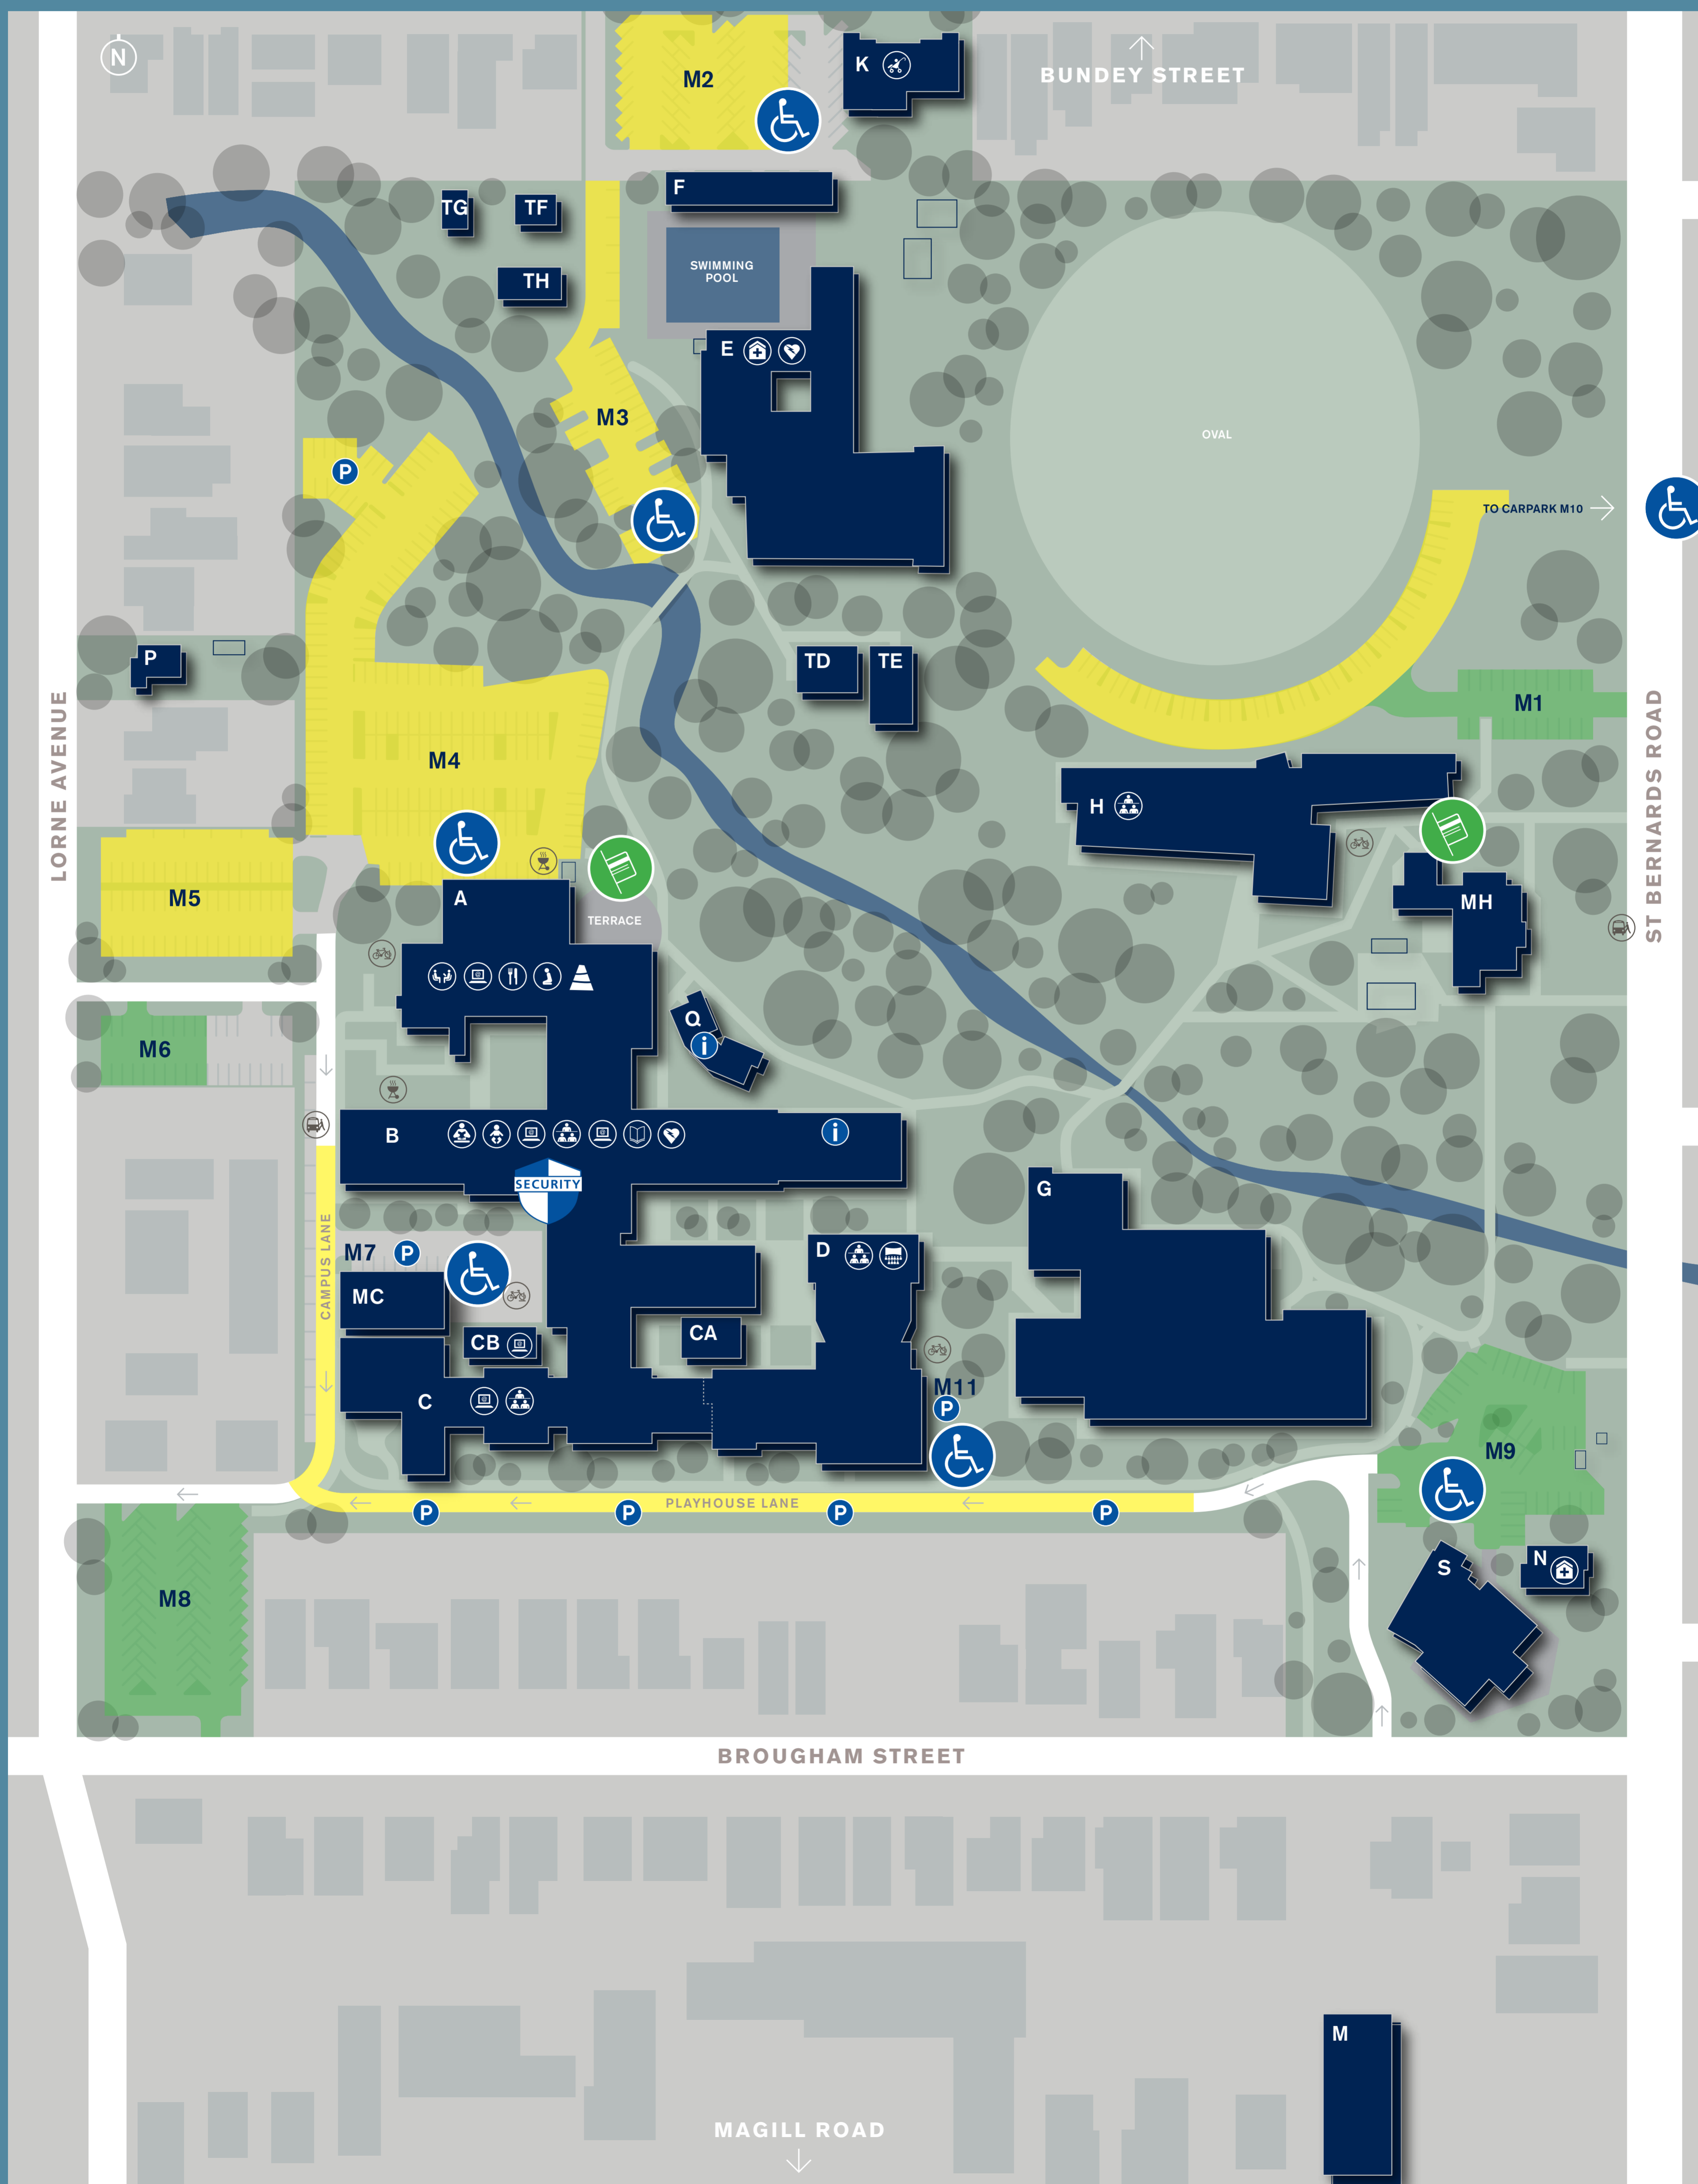 N
M2
K
BUNDEY STREET
F
TG
TF
TH
SWIMMING
POOL
E
M3
OVAL
P
TO CARPARK M10
P
TD
TE
M1
LORNE AVENUE
ST BERNARDS ROAD
M4
H
M5
A
MH
TERRACE
Q
i
M6
B
i
SECURITY
G
M7
P
D
CAMPUS LANE
MC
CB
CA
M11
P
C
M9
PLAYHOUSE LANE
P
P
P
P
S
N
M8
BROUGHAM STREET
M
MAGILL ROAD